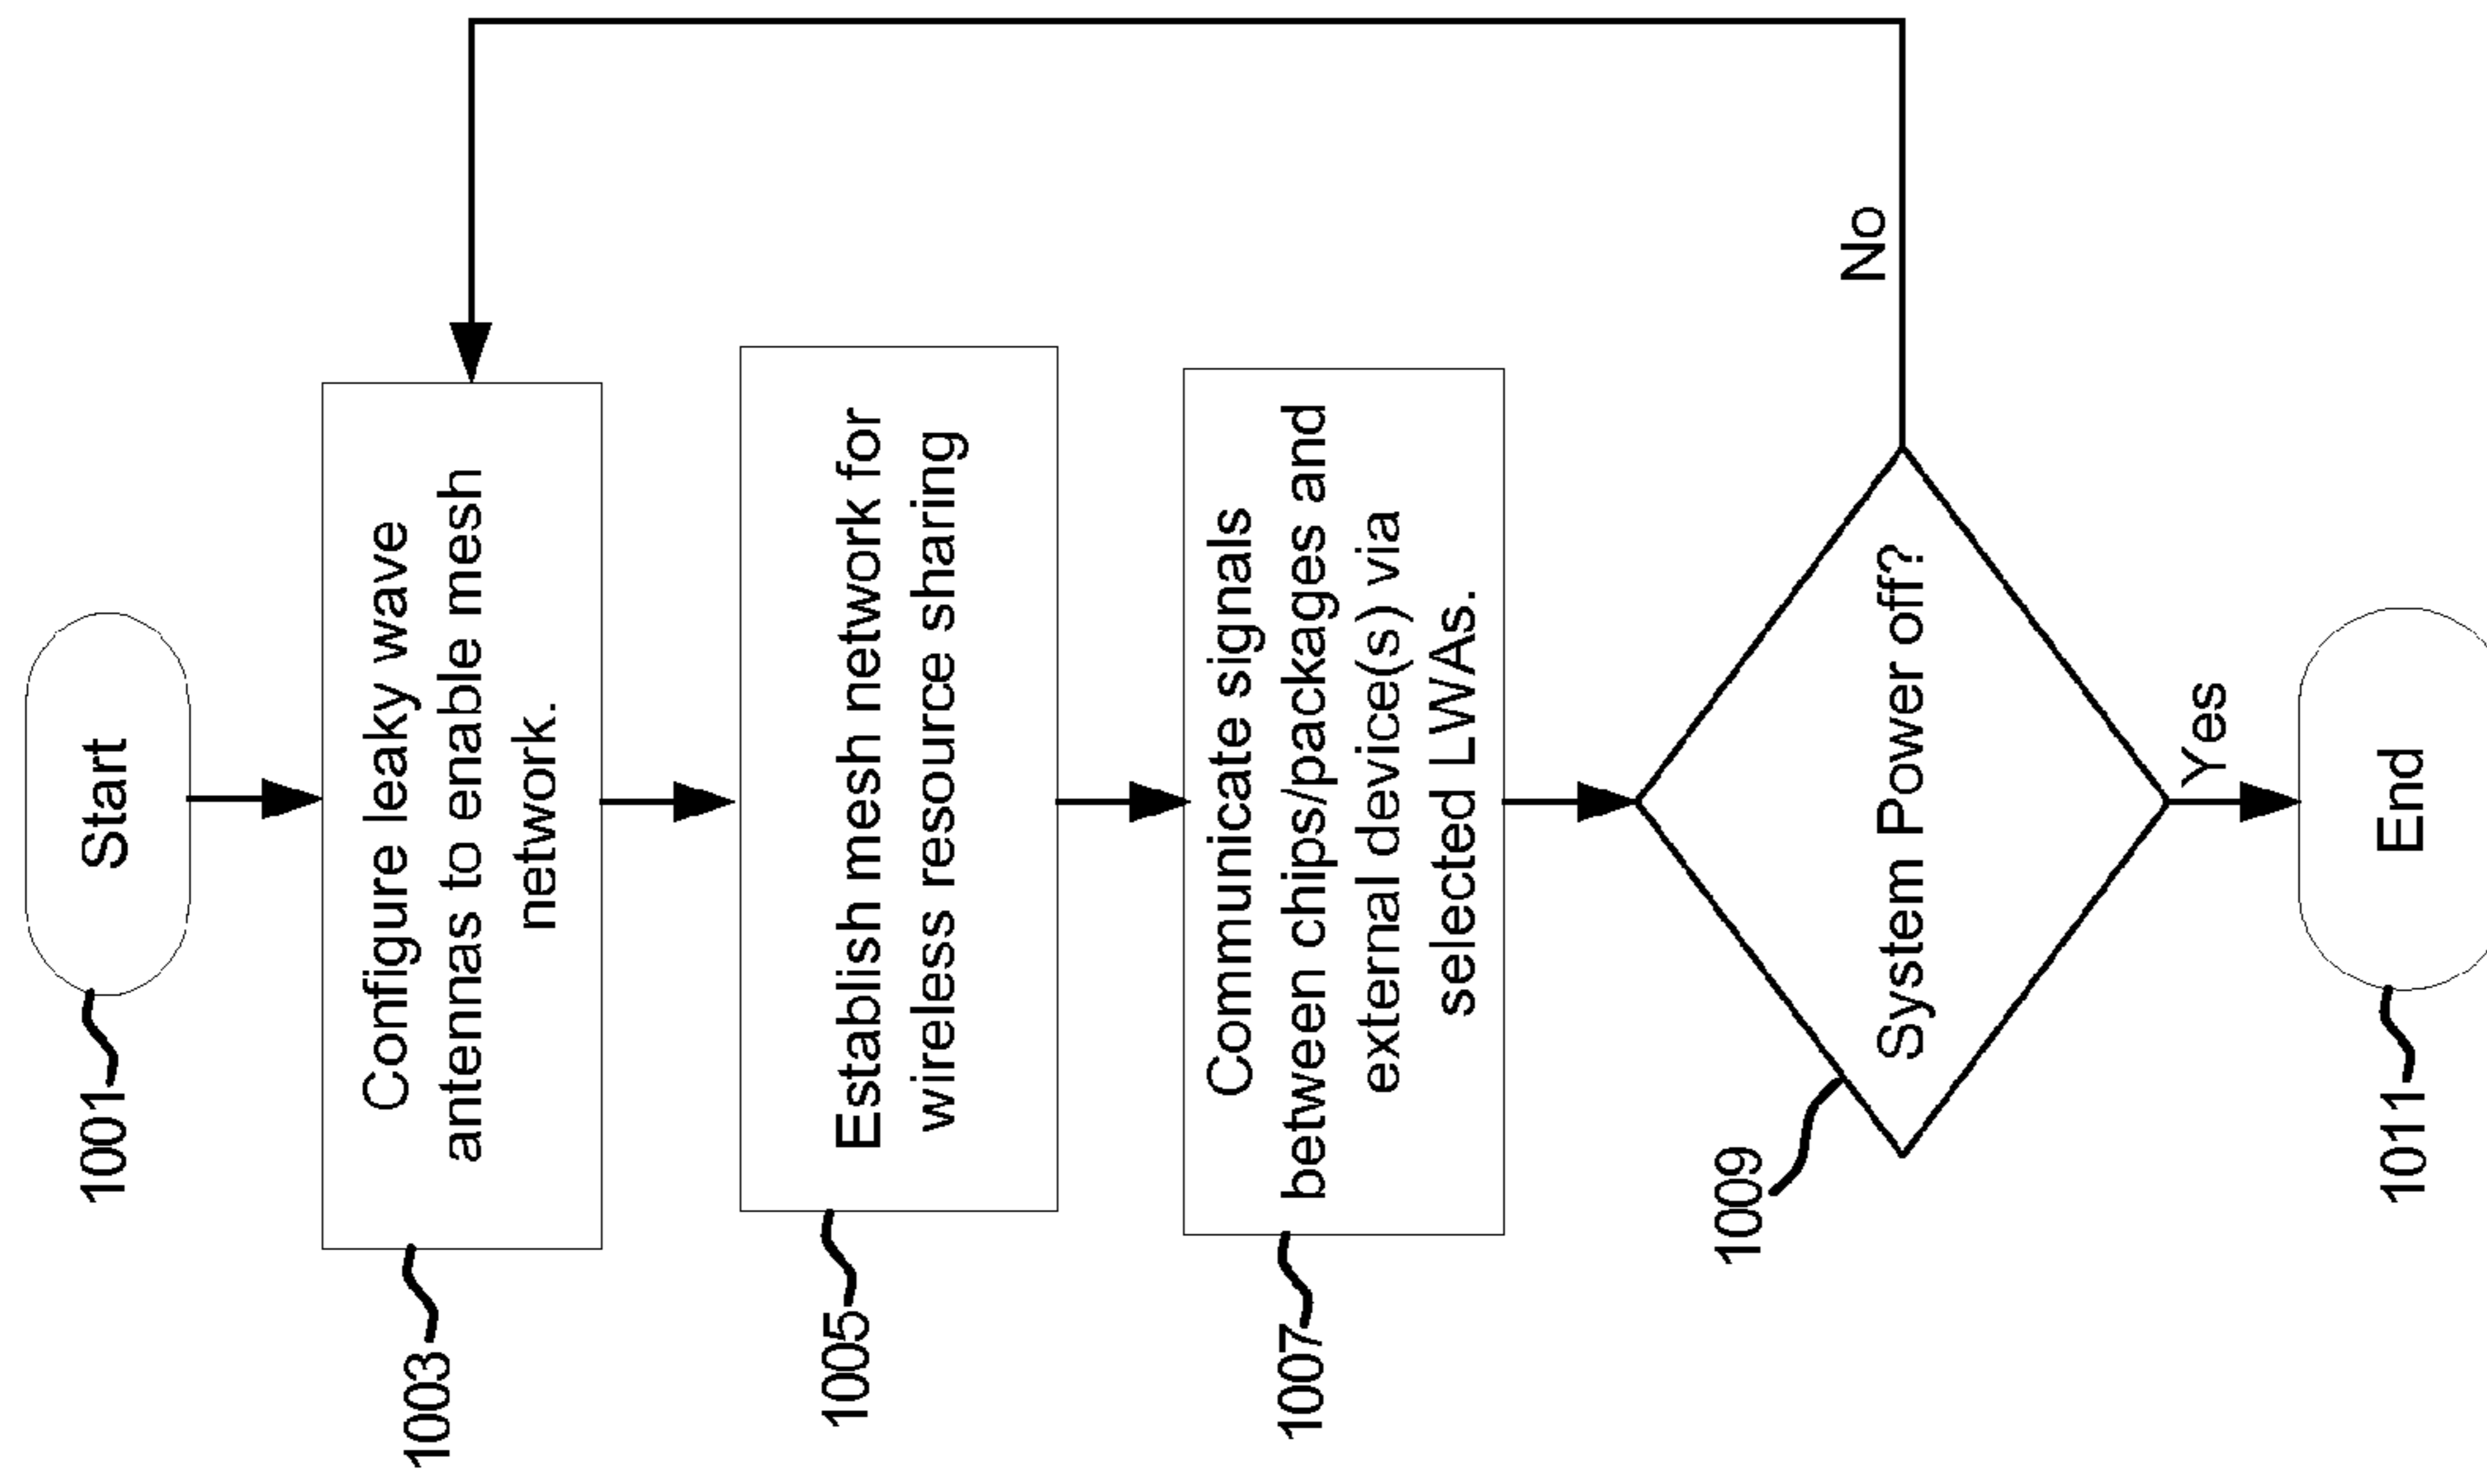 1001
Start
1003
Configure leaky wave
antennas to enable mesh
network.
1005
Establish mesh network for
wireless resource sharing
1007
Communicate signals
between chips/packages and
external device(s) via
selected LWAs.
1009
System Power off?
No
Yes
1011
End